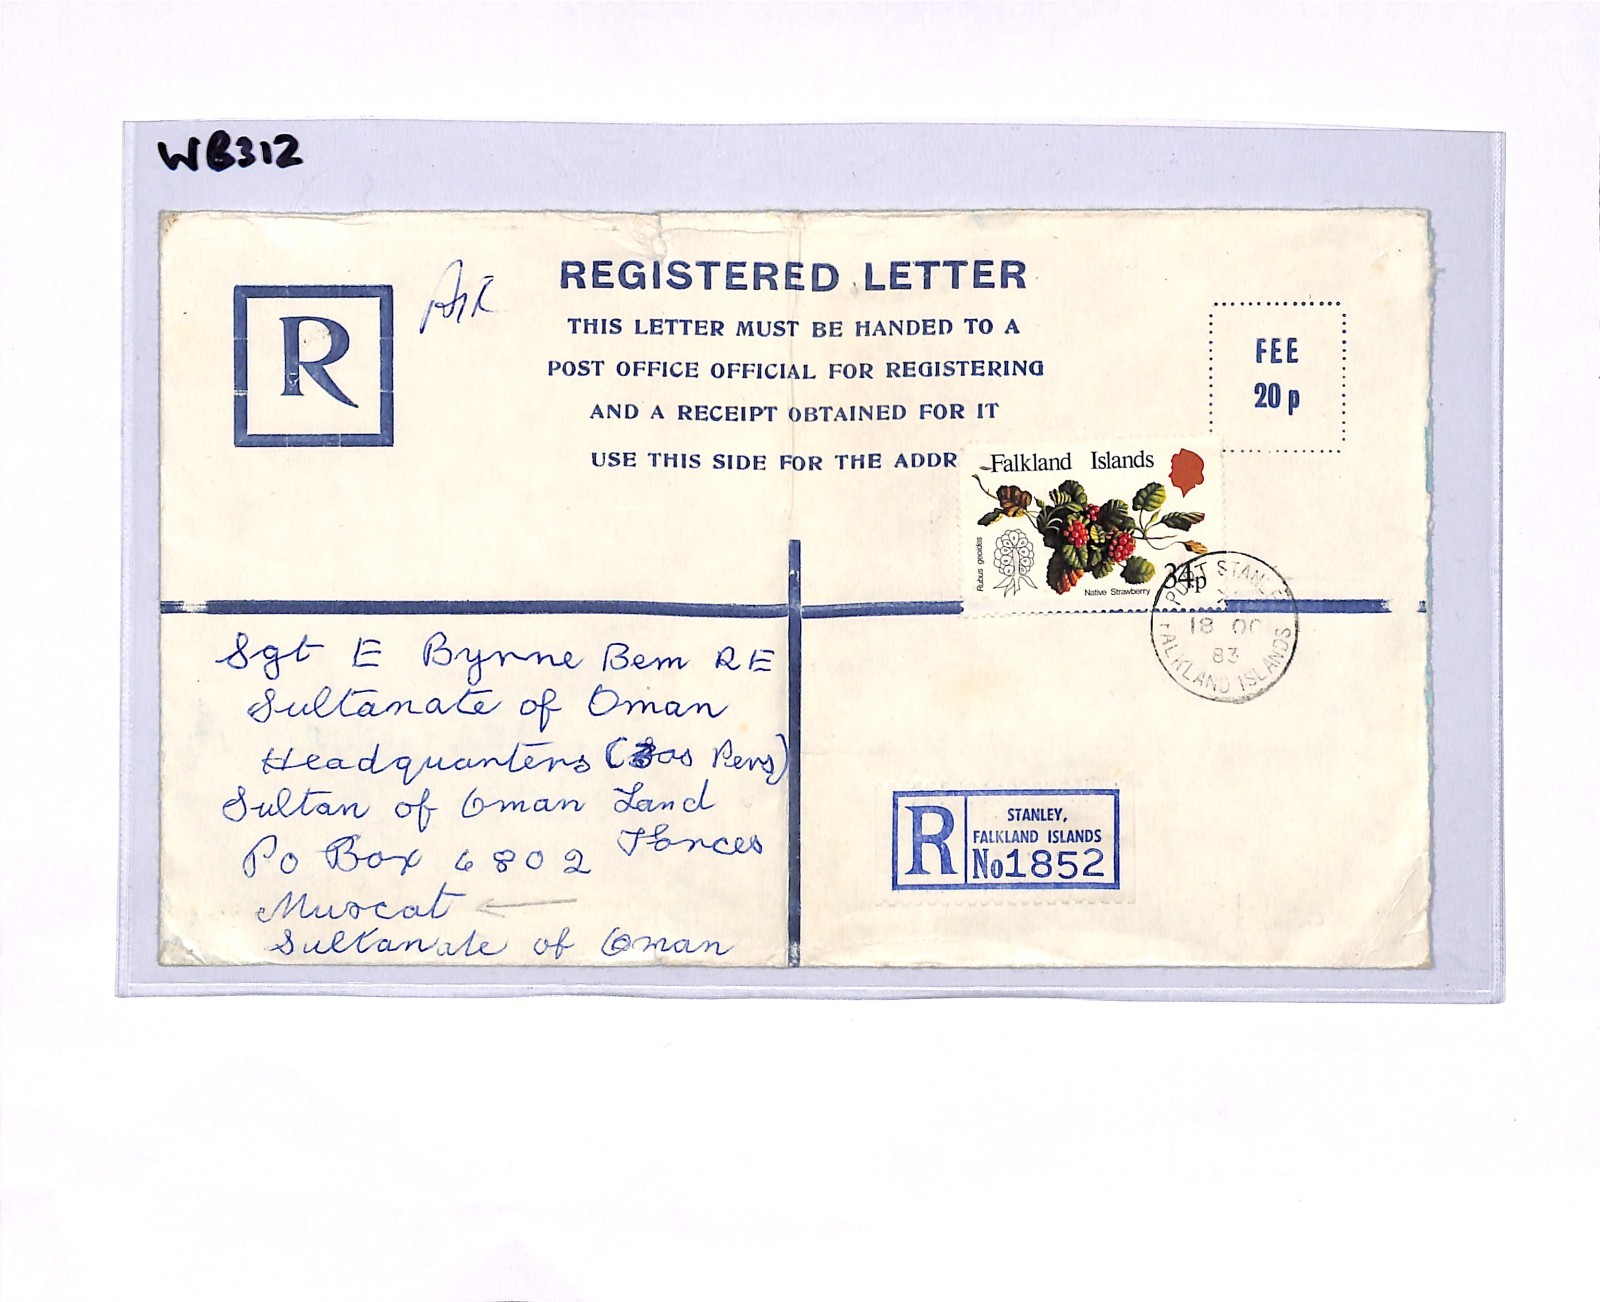 WB312
R
AIR
REGISTERED LETTER
THIS LETTER MUST BE HANDED TO A
POST OFFICE OFFICIAL FOR REGISTERING
AND A RECEIPT OBTAINED FOR IT
USE THIS SIDE FOR THE ADDR
FEE
20p
Falkland Islands
Rubus geoides
34p
Native Strawberry
PORT STANLE
18 OC
83
FALKLAND ISLANDS
Sgt E Byrne Bem RE
Sultanate of Oman
Headquarters (Pers)
Sultan of Oman Land
Forces
Po Box 6802
Muscat
Sultanate of Oman
R
STANLEY,
FALKLAND ISLANDS
No1852